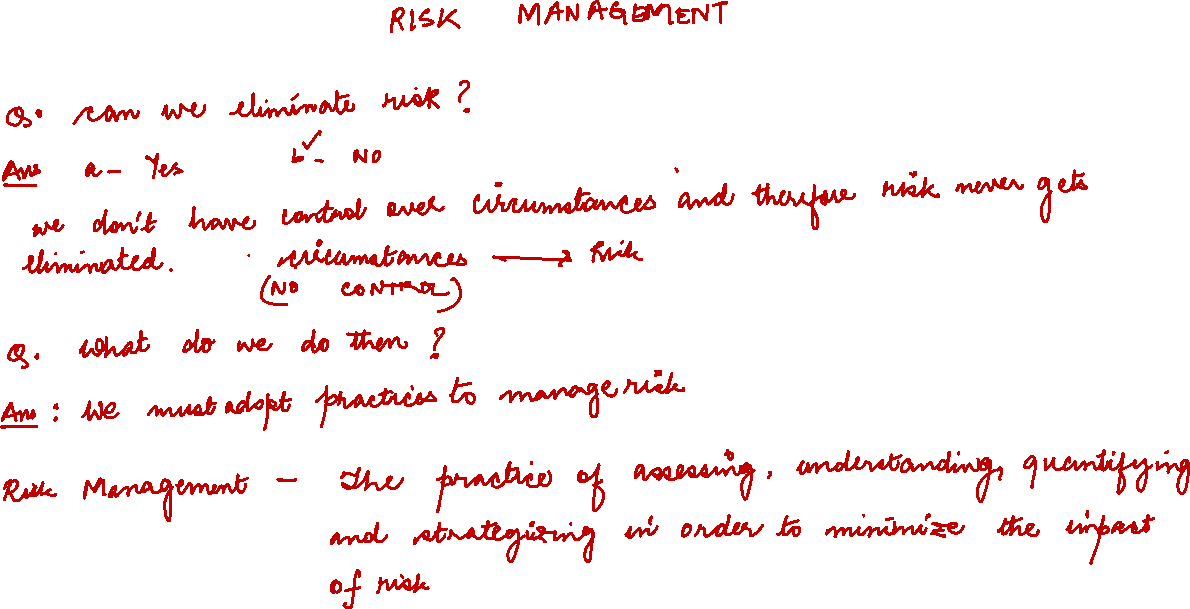 RISK MANAGEMENT
Q. can we eliminate risk?
Ans a - Yes b - NO
we don't have control over circumstances and therefore risk never gets
eliminated. circumstances → Risk
(NO CONTROL)
Q. What do we do then?
Ans: We must adopt practices to manage risk
Risk Management - The practice of assessing, understanding, quantifying
and strategizing in order to minimize the impact
of risk